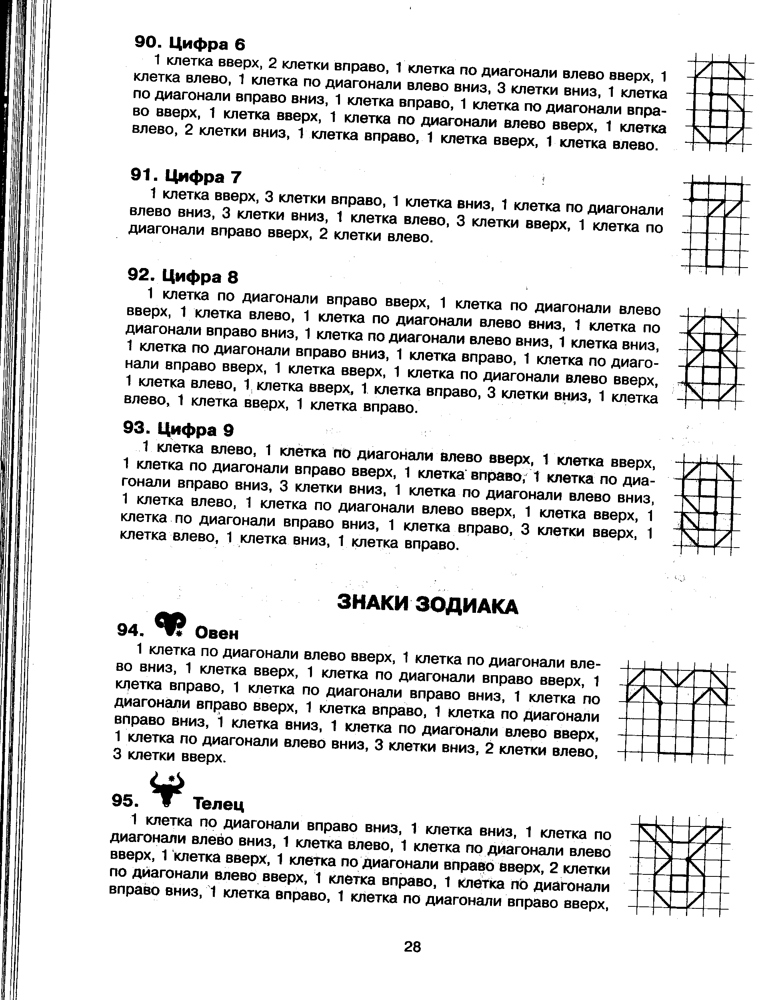 90. Цифра 6
1 клетка вверх, 2 клетки вправо, 1 клетка по диагонали влево вверх, 1
клетка влево, 1 клетка по диагонали влево вниз, 3 клетки вниз, 1 клетка
по диагонали вправо вниз, 1 клетка вправо, 1 клетка по диагонали впра-
во вверх, 1 клетка вверх, 1 клетка по диагонали влево вверх, 1 клетка
влево, 2 клетки вниз, 1 клетка вправо, 1 клетка вверх, 1 клетка влево.
91. Цифра 7
1 клетка вверх, 3 клетки вправо, 1 клетка вниз, 1 клетка по диагонали
влево вниз, 3 клетки вниз, 1 клетка влево, 3 клетки вверх, 1 клетка по
диагонали вправо вверх, 2 клетки влево.
92. Цифра 8
1 клетка по диагонали вправо вверх, 1 клетка по диагонали влево
вверх, 1 клетка влево, 1 клетка по диагонали влево вниз, 1 клетка по
диагонали вправо вниз, 1 клетка по диагонали влево вниз, 1 клетка вниз,
1 клетка по диагонали вправо вниз, 1 клетка вправо, 1 клетка по диаго-
нали вправо вверх, 1 клетка вверх, 1 клетка по диагонали влево вверх,
1 клетка влево, 1 клетка вверх, 1 клетка вправо, 3 клетки вниз, 1 клетка
влево, 1 клетка вверх, 1 клетка вправо.
93. Цифра 9
1 клетка влево, 1 клетка по диагонали влево вверх, 1 клетка вверх,
1 клетка по диагонали вправо вверх, 1 клетка вправо, 1 клетка по диа-
гонали вправо вниз, 3 клетки вниз, 1 клетка по диагонали влево вниз,
1 клетка влево, 1 клетка по диагонали влево вверх, 1 клетка вверх, 1
клетка по диагонали вправо вниз, 1 клетка вправо, 3 клетки вверх, 1
клетка влево, 1 клетка вниз, 1 клетка вправо.
ЗНАКИ ЗОДИАКА
94. Овен
1 клетка по диагонали влево вверх, 1 клетка по диагонали вле-
во вниз, 1 клетка вверх, 1 клетка по диагонали вправо вверх, 1
клетка вправо, 1 клетка по диагонали вправо вниз, 1 клетка по
диагонали вправо вверх, 1 клетка вправо, 1 клетка по диагонали
вправо вниз, 1 клетка вниз, 1 клетка по диагонали влево вверх,
1 клетка по диагонали влево вниз, 3 клетки вниз, 2 клетки влево,
3 клетки вверх.
95. Телец
1 клетка по диагонали вправо вниз, 1 клетка вниз, 1 клетка по
диагонали влево вниз, 1 клетка влево, 1 клетка по диагонали влево
вверх, 1 клетка вверх, 1 клетка по диагонали вправо вверх, 2 клетки
по диагонали влево вверх, 1 клетка вправо, 1 клетка по диагонали
вправо вниз, 1 клетка вправо, 1 клетка по диагонали вправо вверх,
28